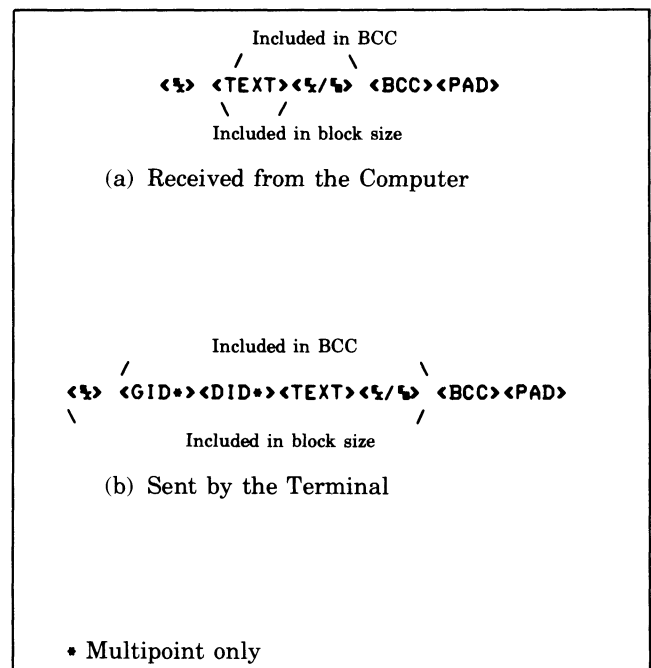 Included in BCC
/ \
<␂> <TEXT><␃/␗> <BCC><PAD>
\ /
Included in block size
(a) Received from the Computer
Included in BCC
/ \
<␂> <GID*><DID*><TEXT><␃/␗> <BCC><PAD>
\ /
Included in block size
(b) Sent by the Terminal
* Multipoint only